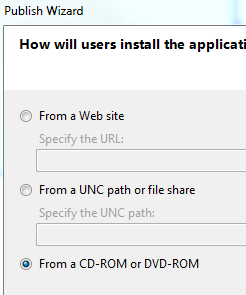 Publish Wizard
How will users install the applicati
From a Web site
Specify the URL:
From a UNC path or file share
Specify the UNC path:
From a CD-ROM or DVD-ROM